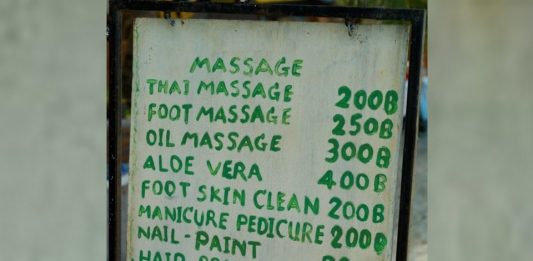 MASSAGE
THAI MASSAGE 200B
FOOT MASSAGE 250B
OIL MASSAGE 300B
ALOE VERA 400B
FOOT SKIN CLEAN 200B
MANICURE PEDICURE 200B
NAIL-PAINT
HAIR